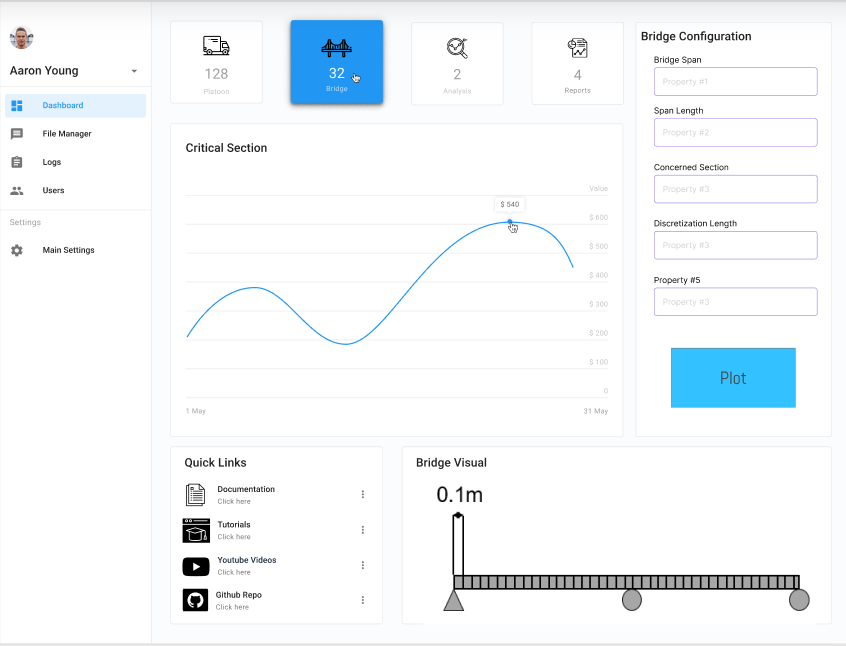 Aaron Young
Dashboard
File Manager
Logs
Users
Settings
Main Settings
128
Platoon
32
Bridge
2
Analysis
4
Reports
Critical Section
Value
$ 540
$ 600
$ 500
$ 400
$ 300
$ 200
$ 100
0
1 May
31 May
Bridge Configuration
Bridge Span
Property #1
Span Length
Property #2
Concerned Section
Property #3
Discretization Length
Property #3
Property #5
Property #3
Plot
Quick Links
Documentation
Click here
Tutorials
Click here
Youtube Videos
Click here
Github Repo
Click here
Bridge Visual
0.1m